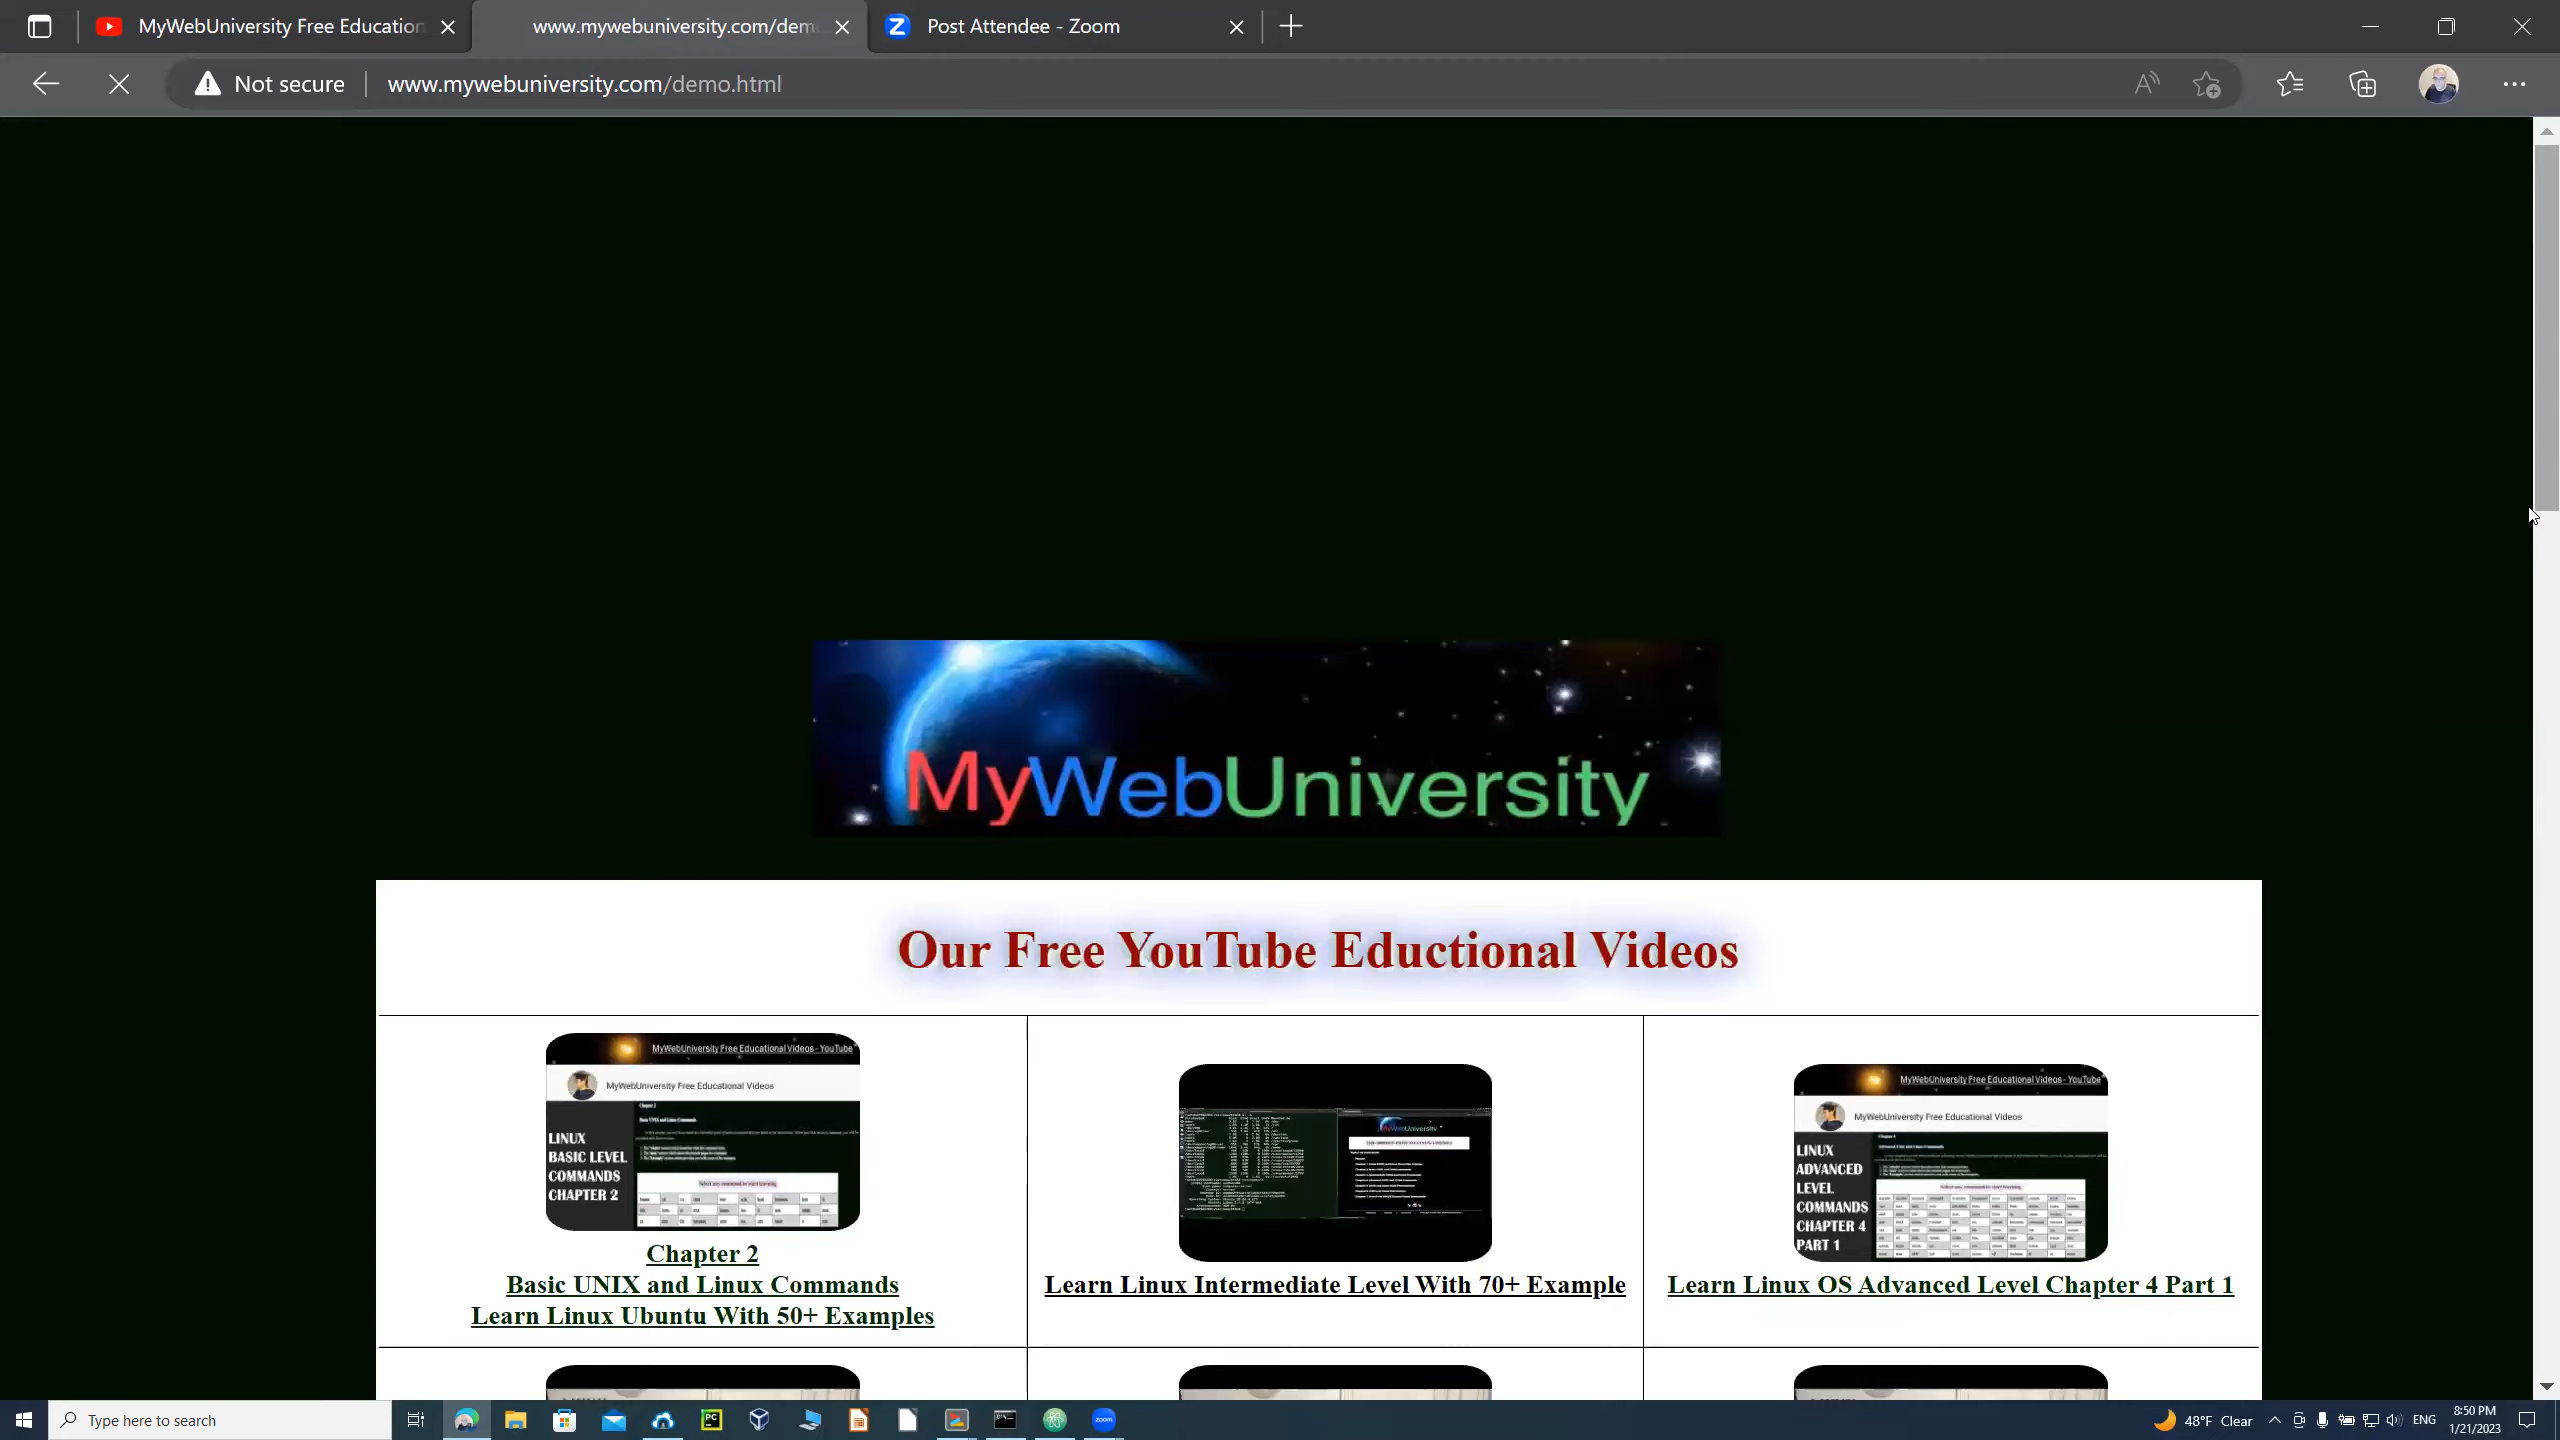 MyWebUniversity Free Education
www.mywebuniversity.com/dem
Post Attendee - Zoom
Not secure
www.mywebuniversity.com/demo.html
MyWebUniversity
Our Free YouTube Eductional Videos
MyWebUniversity Free Educational Videos - YouTube
MyWebUniversity Free Educational Videos
Chapter 2
LINUX
BASIC LEVEL
COMMANDS
CHAPTER 2
Chapter 2
Basic UNIX and Linux Commands
Learn Linux Ubuntu With 50+ Examples
Learn Linux Intermediate Level With 70+ Example
MyWebUniversity Free Educational Videos - YouTube
MyWebUniversity Free Educational Videos
LINUX
ADVANCED
LEVEL
COMMANDS
CHAPTER 4
PART 1
Learn Linux OS Advanced Level Chapter 4 Part 1
Type here to search
PC
zoom
48°F Clear
ENG
8:50 PM
1/21/2023